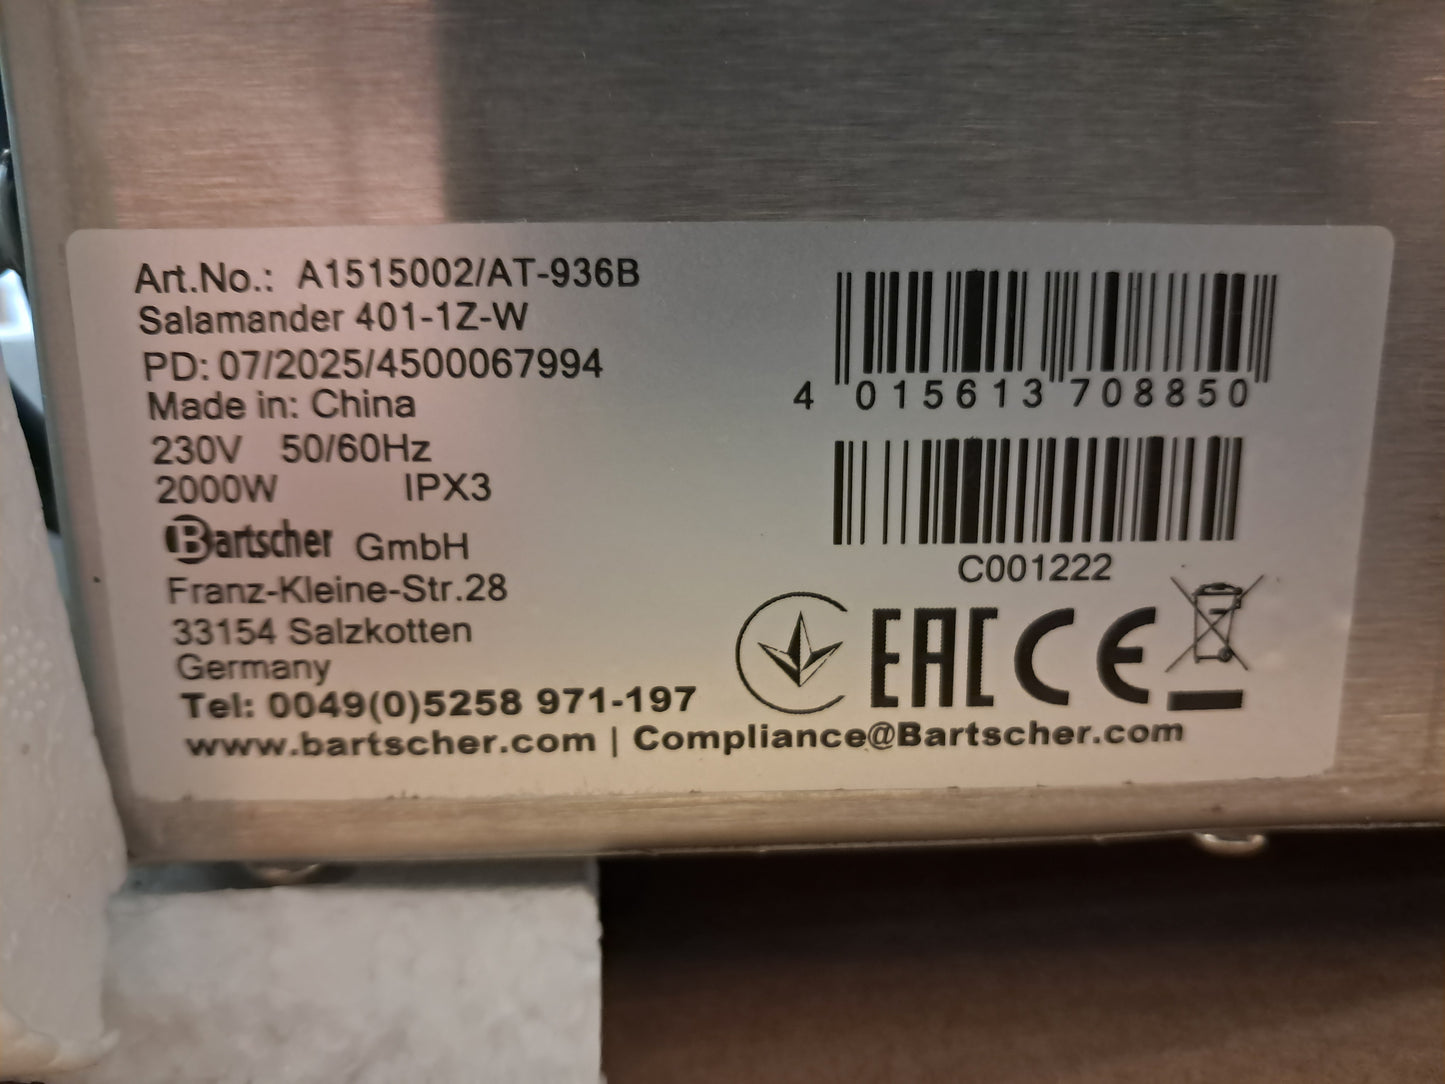 Art.No.: A1515002/AT-936B
Salamander 401-1Z-W
PD: 07/2025/4500067994
Made in: China
230V 50/60Hz
2000W IPX3
Bartscher GmbH
Franz-Kleine-Str.28
33154 Salzkotten
Germany
Tel: 0049(0)5258 971-197
www.bartscher.com | Compliance@Bartscher.com
4 015613 708850
C001222
EAC CE